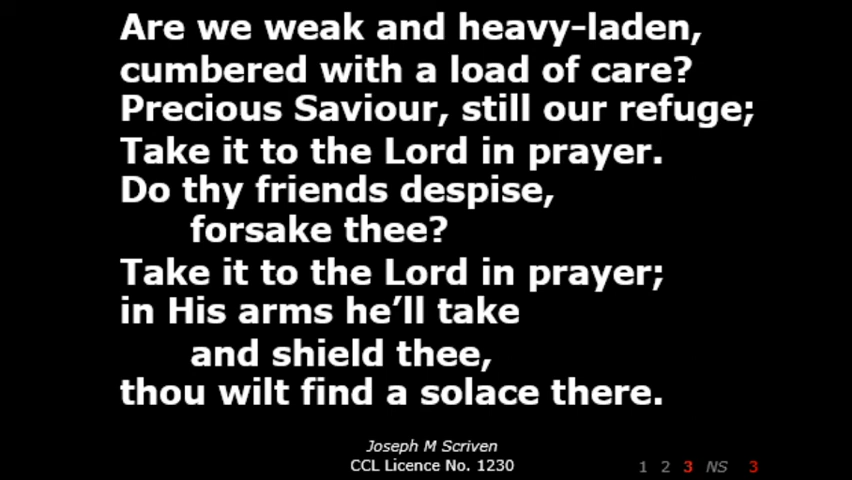 Are we weak and heavy-laden,
cumbered with a load of care?
Precious Saviour, still our refuge;
Take it to the Lord in prayer.
Do thy friends despise,
forsake thee?
Take it to the Lord in prayer;
in His arms he’ll take
and shield thee,
thou wilt find a solace there.
Joseph M Scriven
CCL Licence No. 1230
1 2 3 NS 3